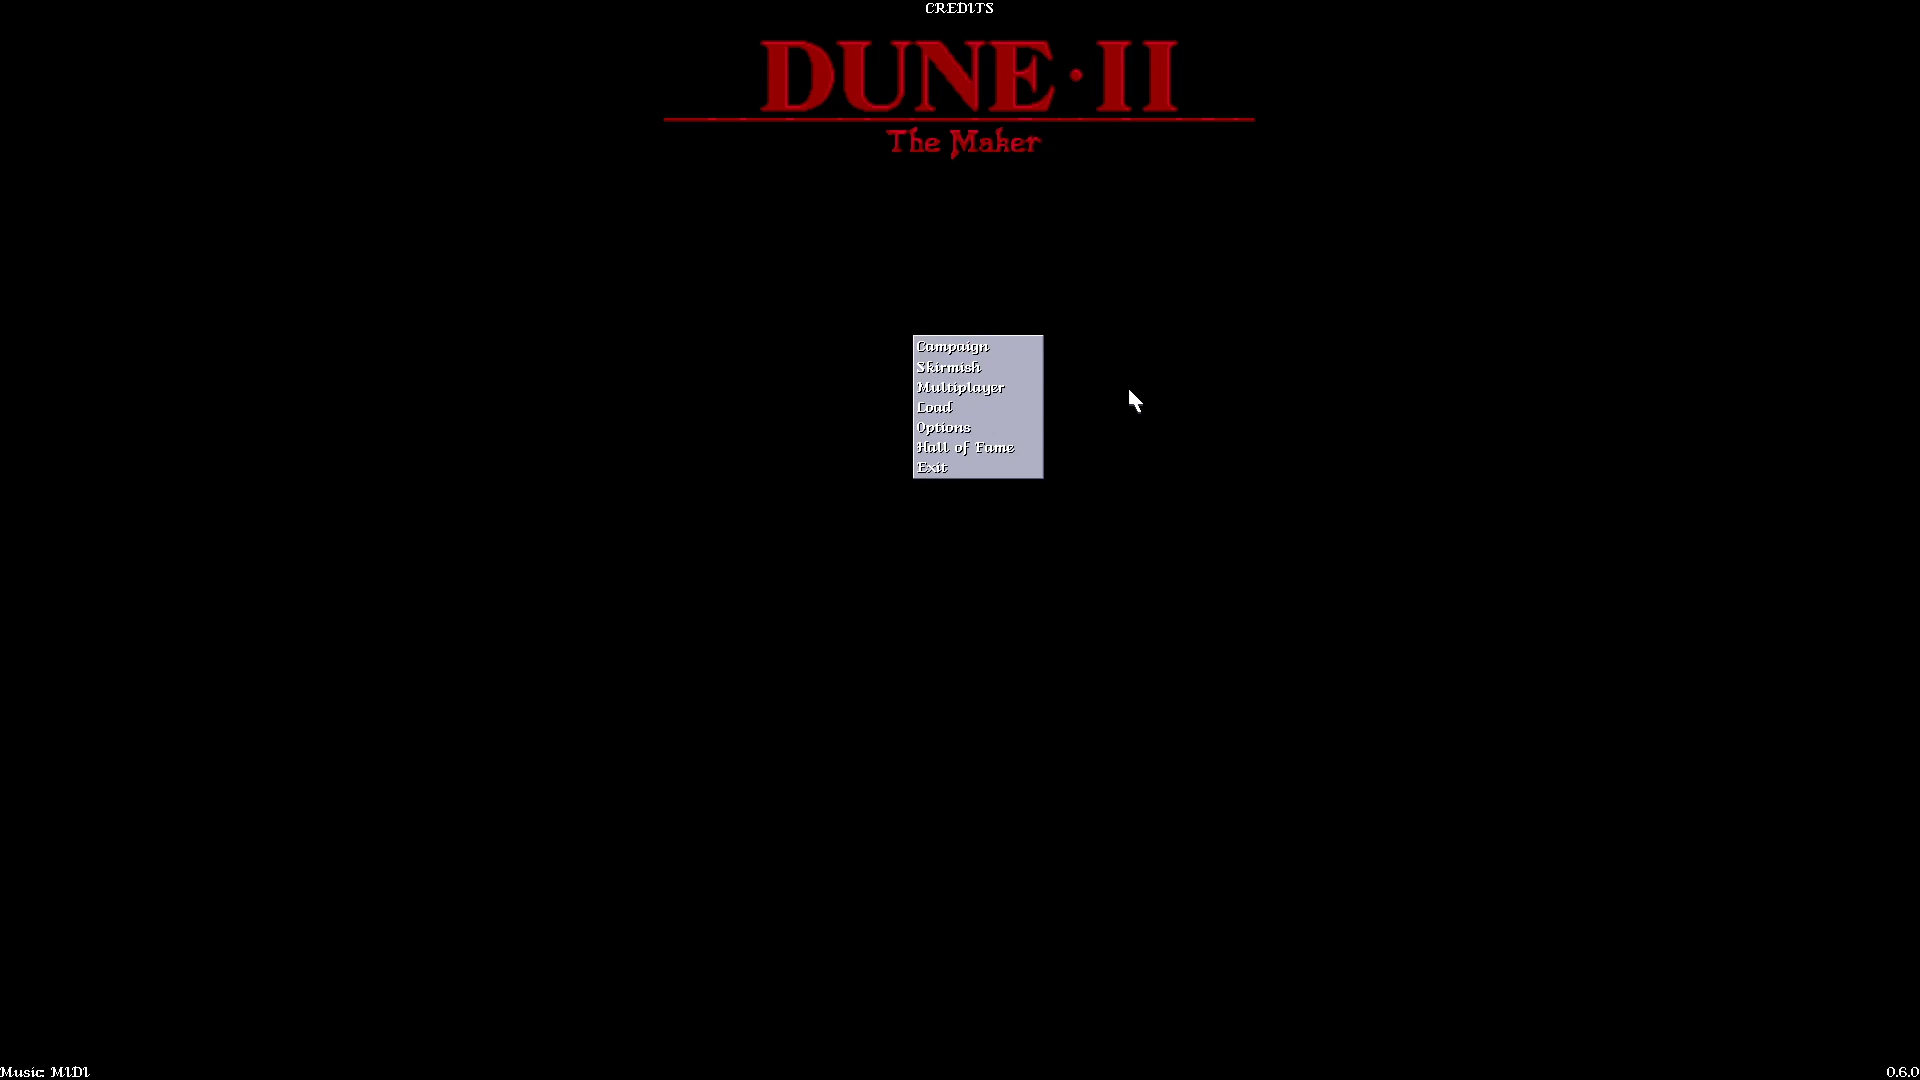 CREDITS
DUNE·II
The Maker
Campaign
Skirmish
Multiplayer
Load
Options
Hall of Fame
Exit
Music: MIDI
0.6.0